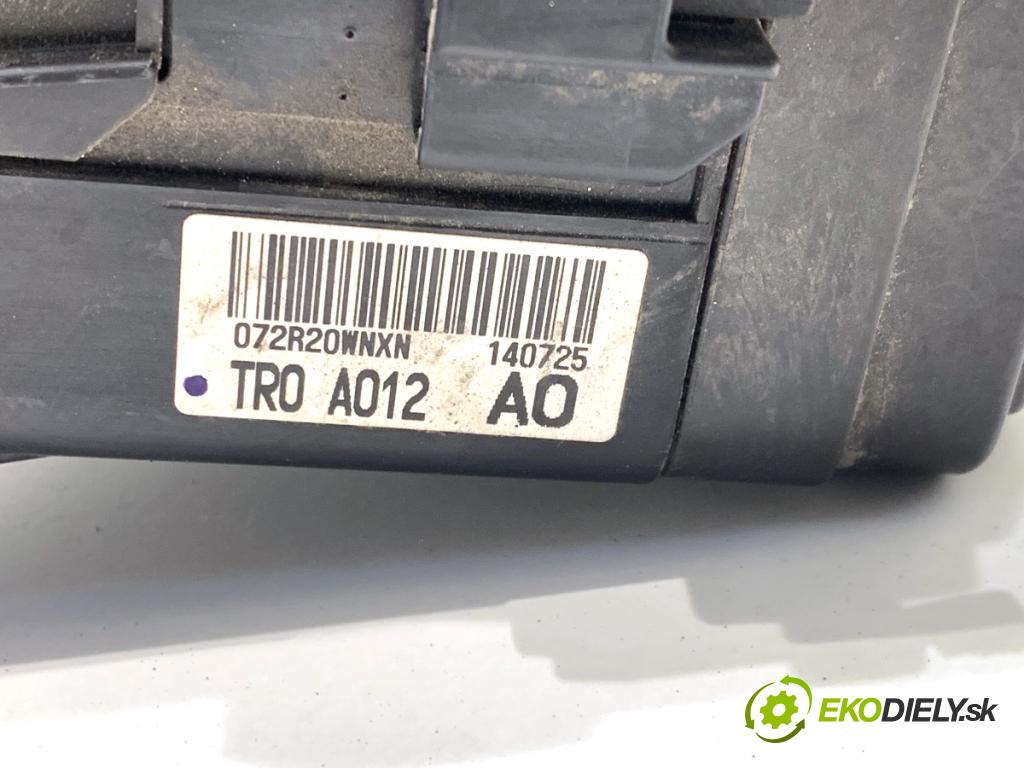 072R20WNXN 140725
TR0 A012 A0
EKODIELY.sk